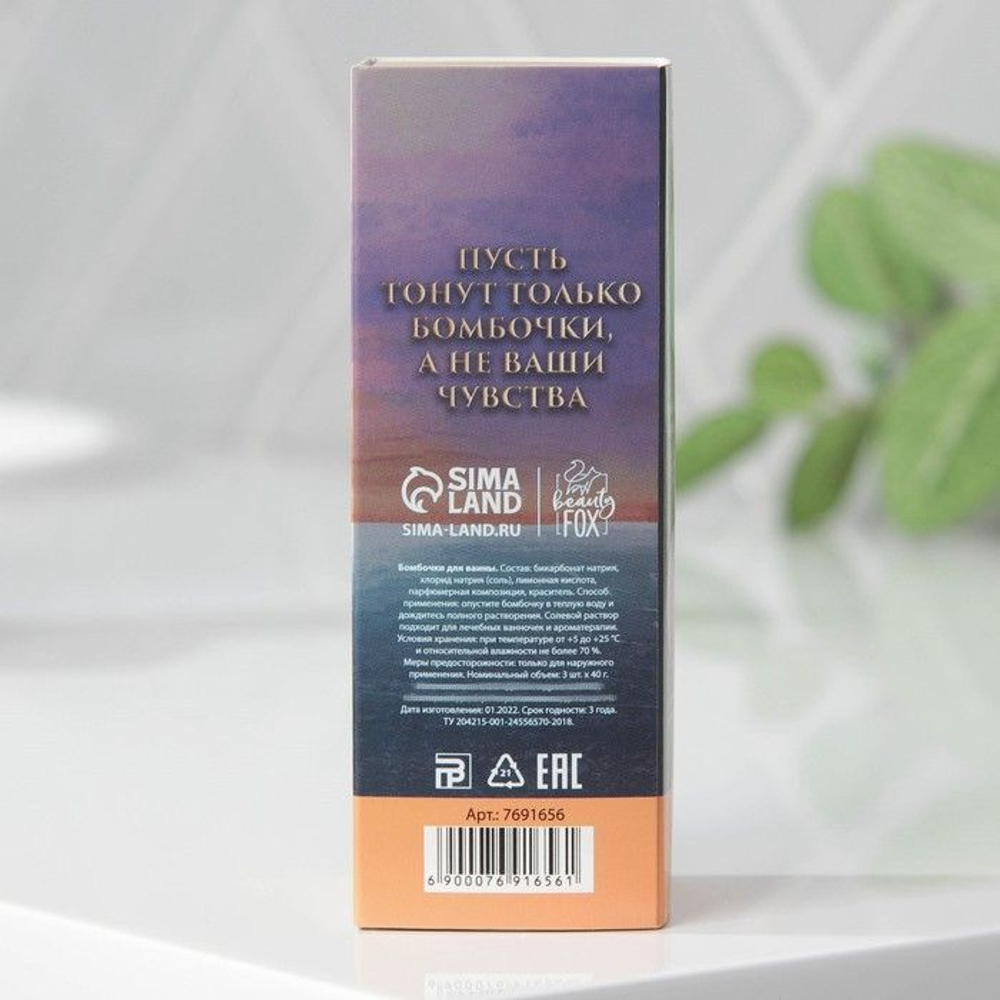 ПУСТЬ
ТОНУТ ТОЛЬКО
БОМБОЧКИ,
А НЕ ВАШИ
ЧУВСТВА
SIMA
LAND
SIMA-LAND.RU
beauty
FOX
Бомбочки для ванны. Состав: бикарбонат натрия,
хлорид натрия (соль), лимонная кислота,
парфюмерная композиция, краситель. Способ
применения: опустите бомбочку в теплую воду и
дождитесь полного растворения. Солевой раствор
подходит для лечебных ванночек и ароматерапии.
Условия хранения: при температуре от +5 до +25 °С
и относительной влажности не более 70 %.
Меры предосторожности: только для наружного
применения. Номинальный объем: 3 шт. х 40 г.
Дата изготовления: 01.2022. Срок годности: 3 года.
ТУ 204215-001-24556570-2018.
21
EAC
Арт.: 7691656
6 900076 916561